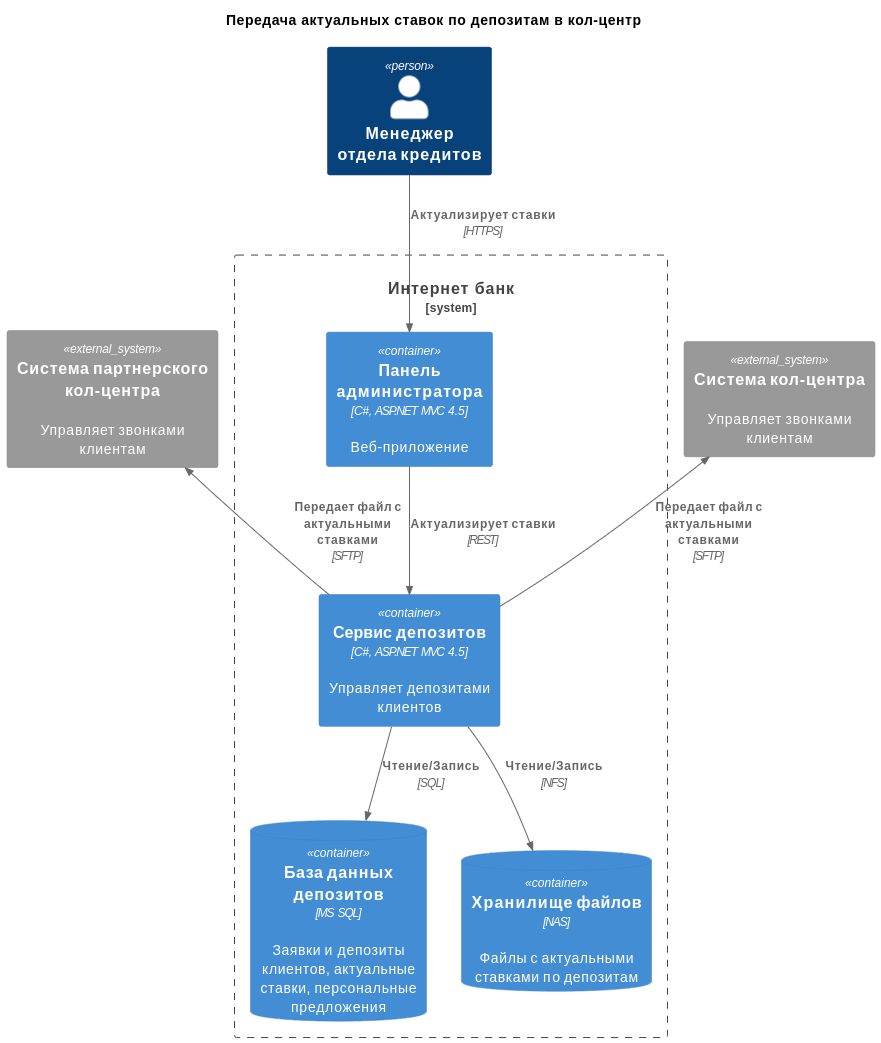 Передача актуальных ставок по депозитам в кол-центр
«person»
Менеджер
отдела кредитов
Актуализирует ставки
[HTTPS]
Интернет банк
[system]
«external_system»
Система партнерского
кол-центра
Управляет звонками
клиентам
«container»
Панель
администратора
[C#, ASP.NET MVC 4.5]
Веб-приложение
«external_system»
Система кол-центра
Управляет звонками
клиентам
Передает файл с
актуальными
ставками
[SFTP]
Актуализирует ставки
[REST]
Передает файл с
актуальными
ставками
[SFTP]
«container»
Сервис депозитов
[C#, ASP.NET MVC 4.5]
Управляет депозитами
клиентов
Чтение/Запись
[SQL]
Чтение/Запись
[NFS]
«container»
База данных
депозитов
[MS SQL]
Заявки и депозиты
клиентов, актуальные
ставки, персональные
предложения
«container»
Хранилище файлов
[NAS]
Файлы с актуальными
ставками по депозитам